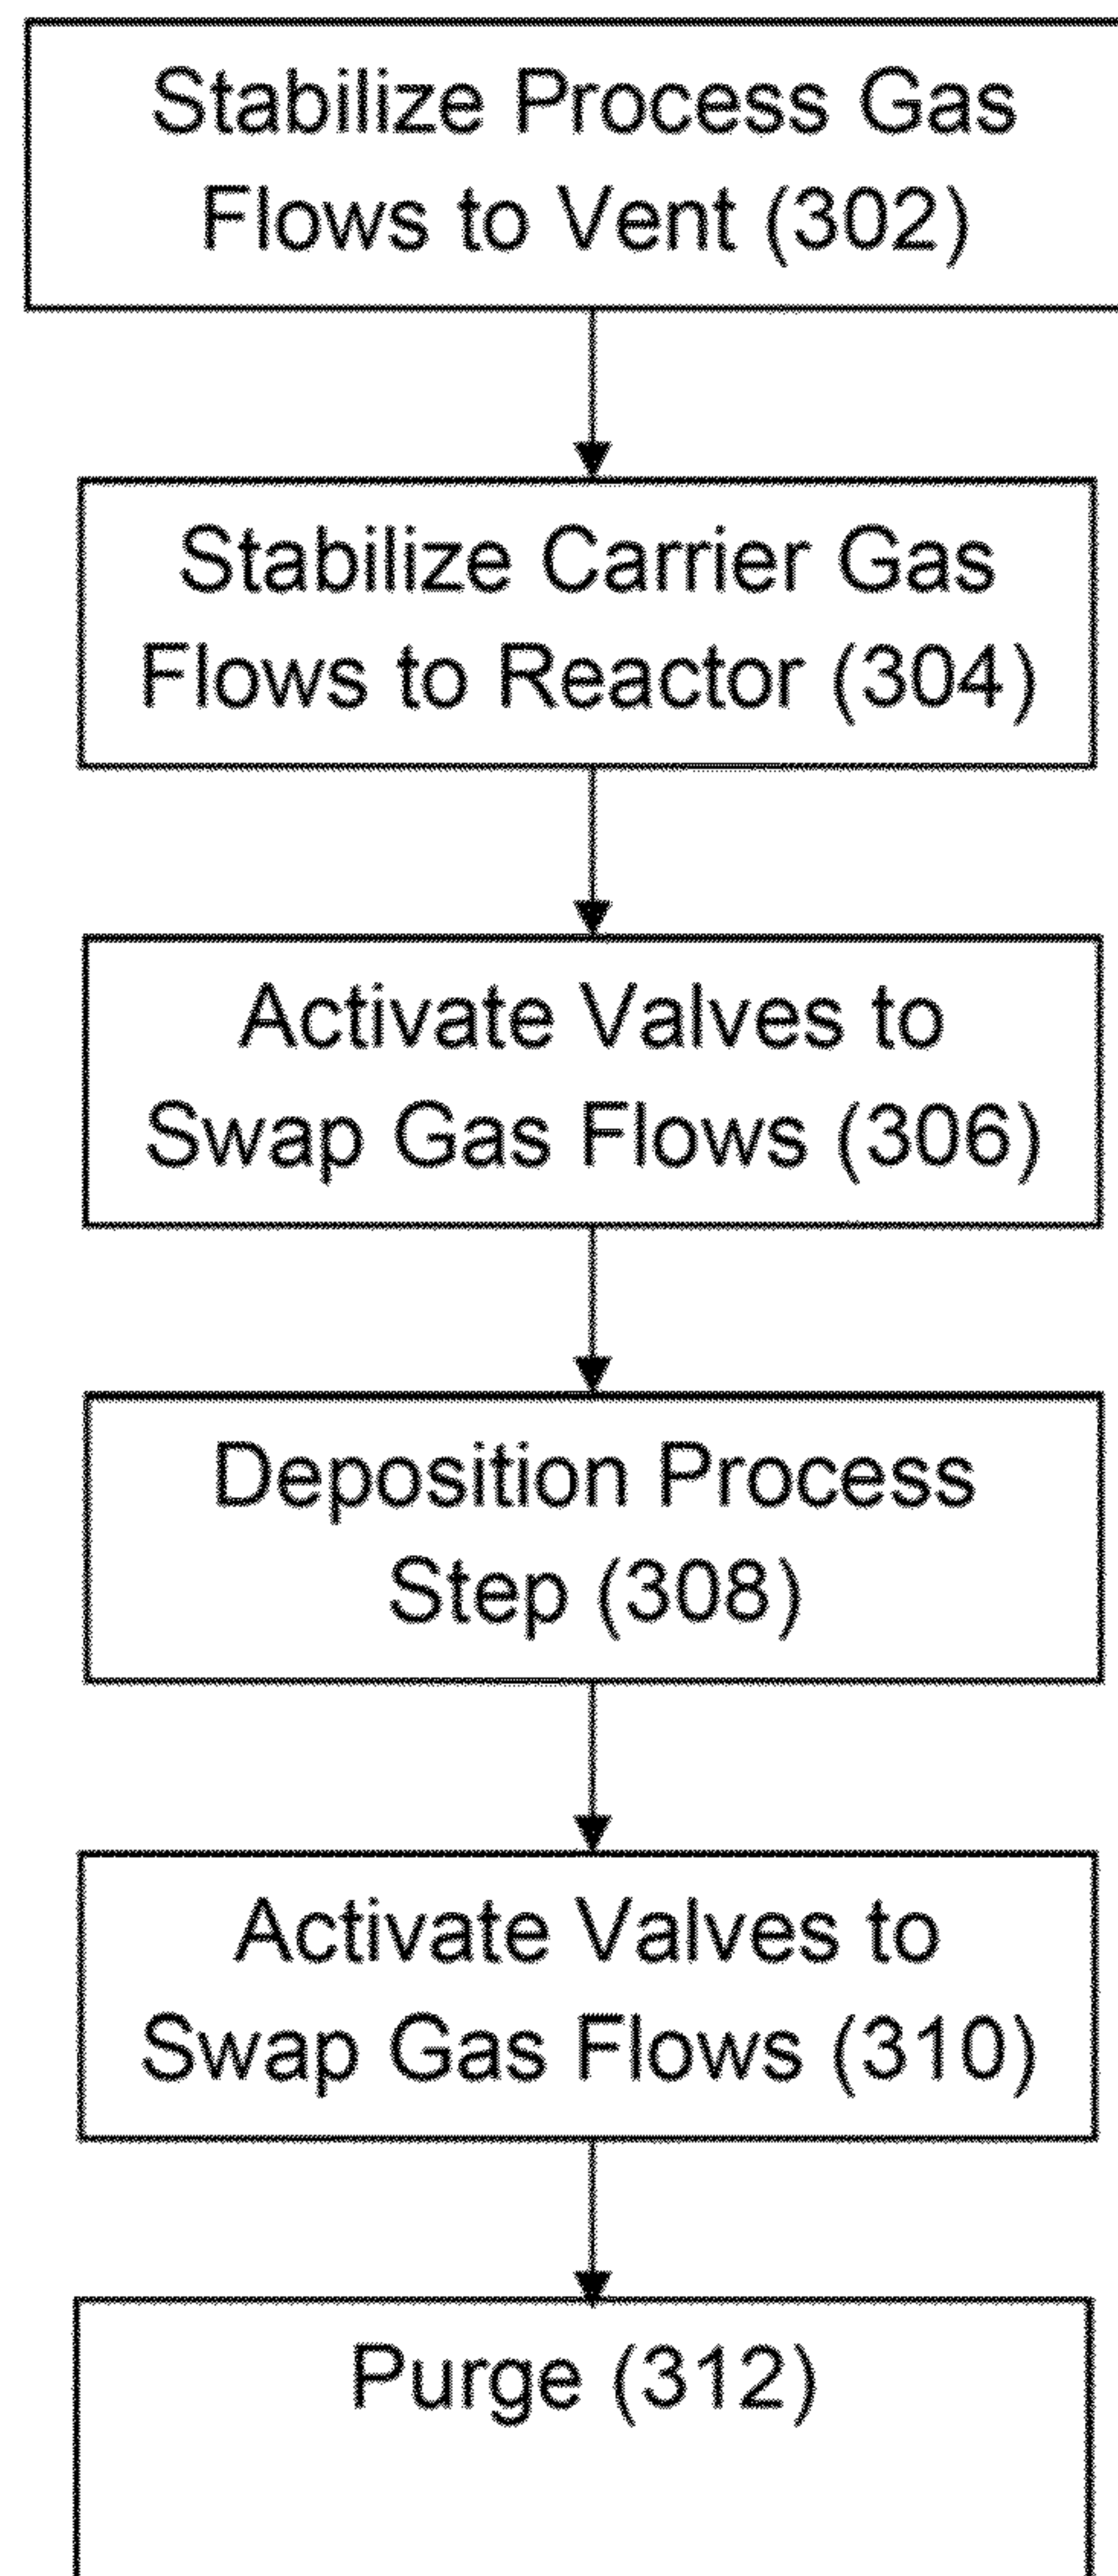 Stabilize Process Gas
Flows to Vent (302)
Stabilize Carrier Gas
Flows to Reactor (304)
Activate Valves to
Swap Gas Flows (306)
Deposition Process
Step (308)
Activate Valves to
Swap Gas Flows (310)
Purge (312)